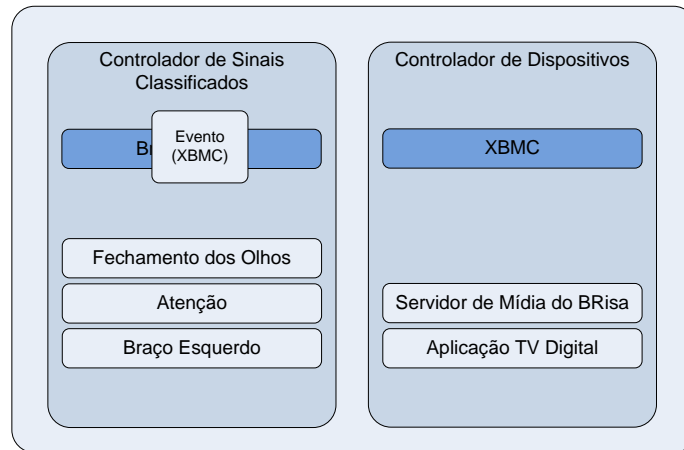 Controlador de Sinais
Classificados
Evento
(XBMC)
Fechamento dos Olhos
Atenção
Braço Esquerdo
Controlador de Dispositivos
XBMC
Servidor de Mídia do BRisa
Aplicação TV Digital